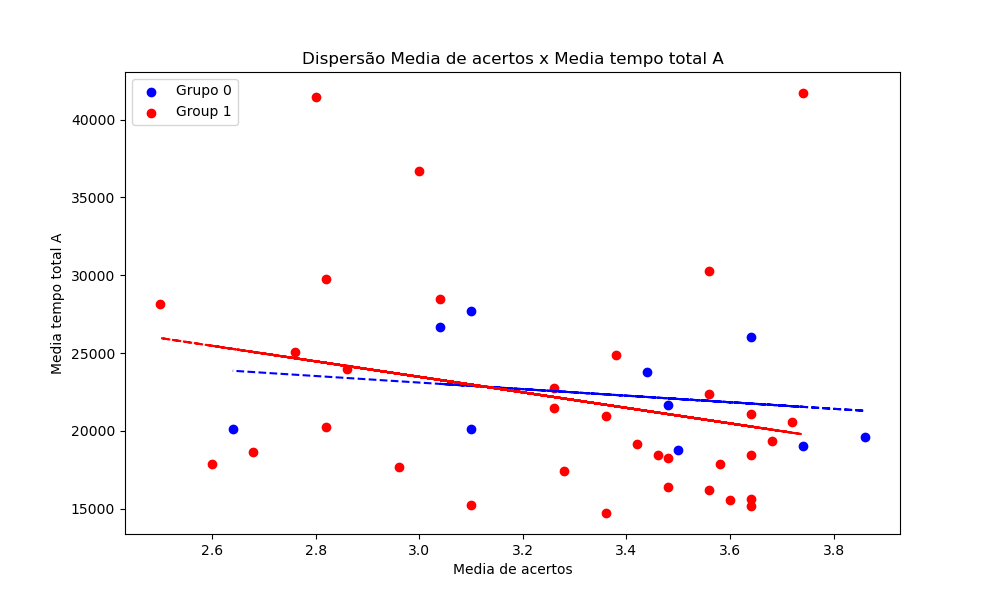 Dispersão Media de acertos x Media tempo total A
Grupo 0
Group 1
Media tempo total A
40000
35000
30000
25000
20000
15000
2.6 2.8 3.0 3.2 3.4 3.6 3.8
Media de acertos